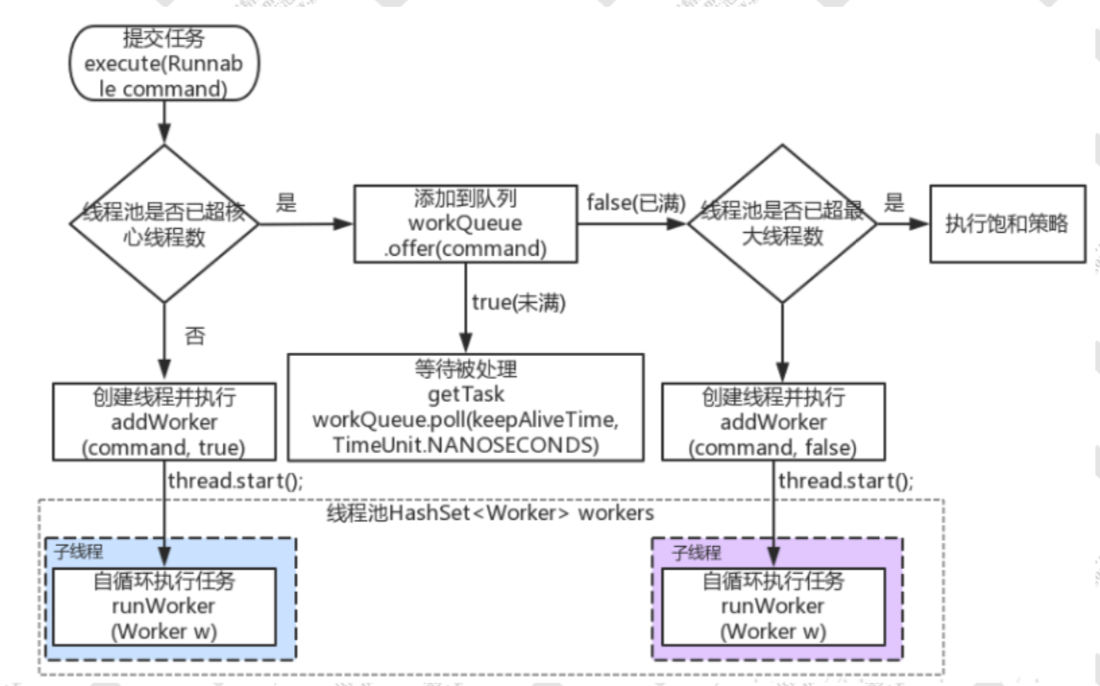 提交任务
execute(Runnab
le command)
线程池是否已超核
心线程数
是
添加到队列
workQueue
.offer(command)
false(已满)
线程池是否已超最
大线程数
是
执行饱和策略
否
true(未满)
创建线程并执行
addWorker
(command, true)
等待被处理
getTask
workQueue.poll(keepAliveTime,
TimeUnit.NANOSECONDS)
创建线程并执行
addWorker
(command, false)
thread.start();
thread.start();
线程池HashSet<Worker> workers
子线程
自循环执行任务
runWorker
(Worker w)
子线程
自循环执行任务
runWorker
(Worker w)